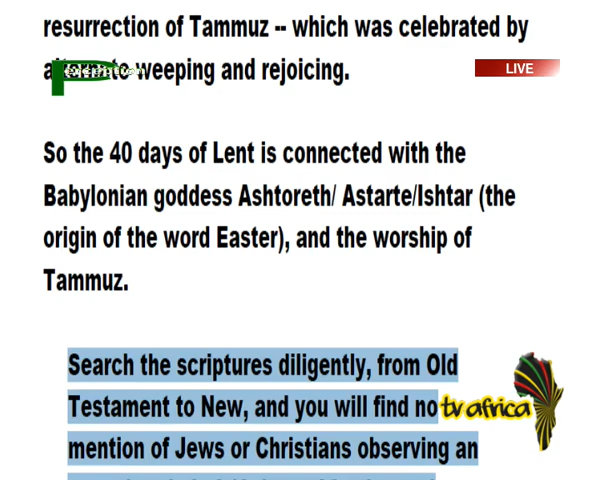 resurrection of Tammuz -- which was celebrated by
weeping and rejoicing.
LIVE
So the 40 days of Lent is connected with the
Babylonian goddess Ashtoreth/ Astarte/Ishtar (the
origin of the word Easter), and the worship of
Tammuz.
Search the scriptures diligently, from Old
Testament to New, and you will find no
tv africa
mention of Jews or Christians observing an